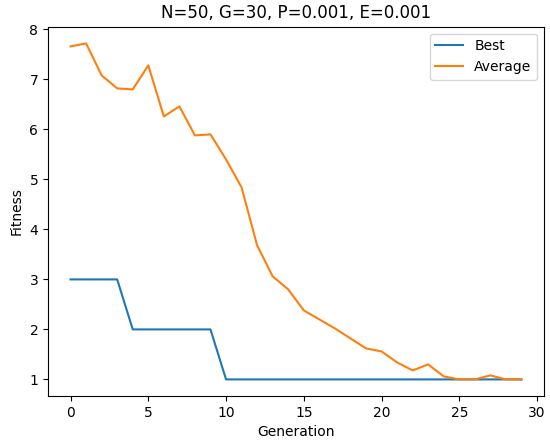 N=50, G=30, P=0.001, E=0.001
Best
Average
8
7
6
5
4
3
2
1
Fitness
0 5 10 15 20 25 30
Generation